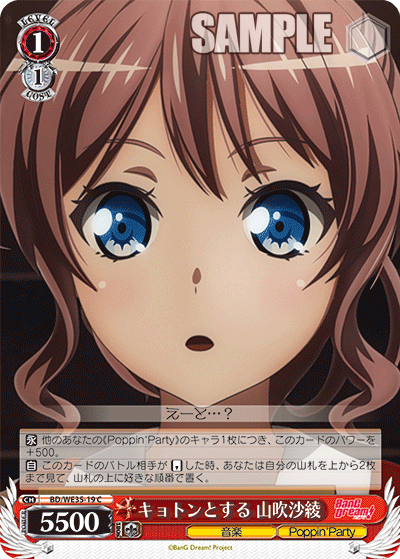 LEVEL
1
1
COST
SAMPLE
えーと…？
永 他のあなたの《Poppin'Party》のキャラ1枚につき、このカードのパワーを
+500。
自 このカードのバトル相手が した時、あなたは自分の山札を上から2枚
まで見て、山札の上に好きな順番で置く。
CH BD/WE35-19 C
5500
キョトンとする 山吹沙綾
BanG Dream!
音楽 Poppin'Party
©BanG Dream! Project